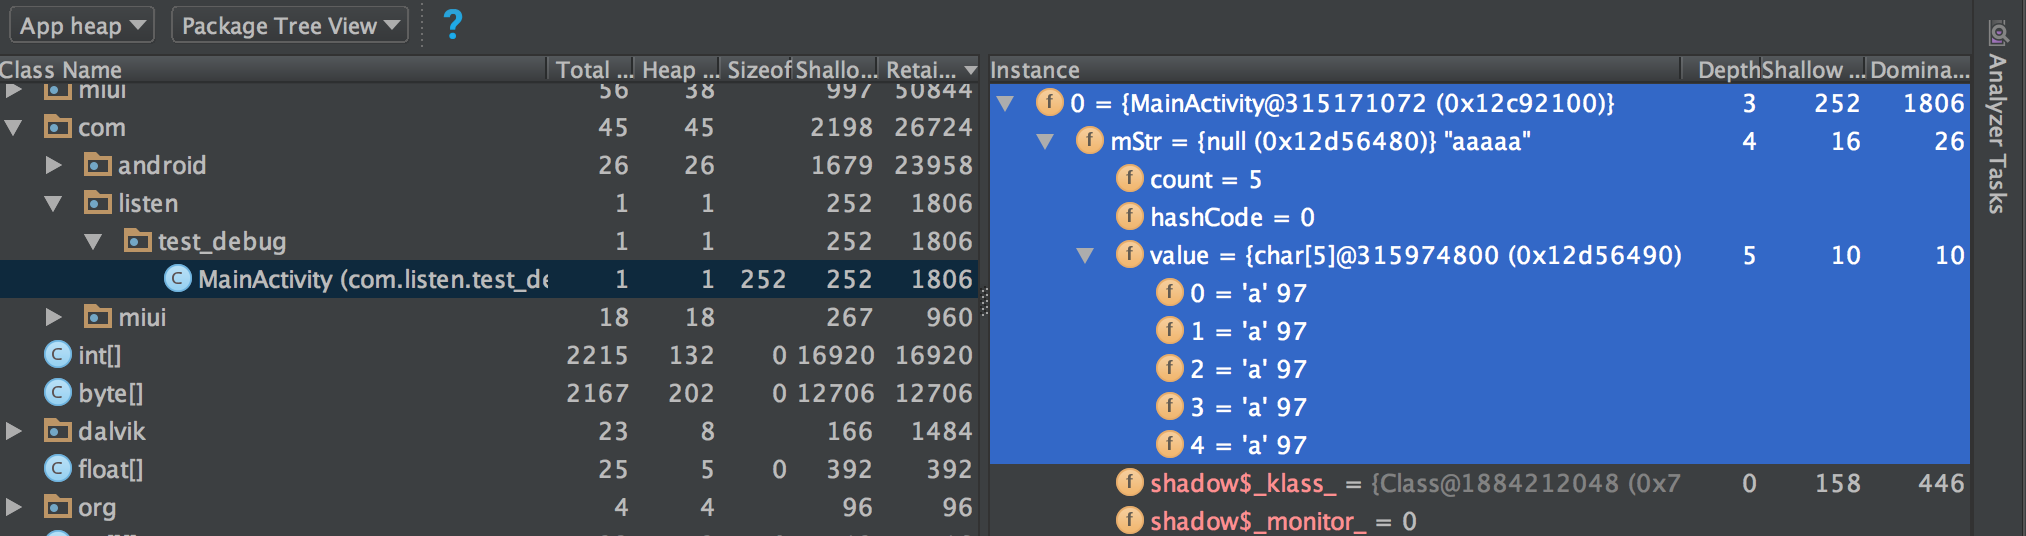 App heap Package Tree View ?
Class Name Total ... Heap ... Sizeof Shallo... Retai...
miui 56 38 997 50844
com 45 45 2198 26724
android 26 26 1679 23958
listen 1 1 252 1806
test_debug 1 1 252 1806
MainActivity (com.listen.test_de 1 1 252 252 1806
miui 18 18 267 960
int[] 2215 132 0 16920 16920
byte[] 2167 202 0 12706 12706
dalvik 23 8 166 1484
float[] 25 5 0 392 392
org 4 4 96 96
Instance Depth Shallow ... Domina...
0 = {MainActivity@315171072 (0x12c92100)} 3 252 1806
mStr = {null (0x12d56480)} "aaaaa" 4 16 26
count = 5
hashCode = 0
value = {char[5]@315974800 (0x12d56490) 5 10 10
0 = 'a' 97
1 = 'a' 97
2 = 'a' 97
3 = 'a' 97
4 = 'a' 97
shadow$_klass_ = {Class@1884212048 (0x7 0 158 446
shadow$_monitor_ = 0
Analyzer Tasks